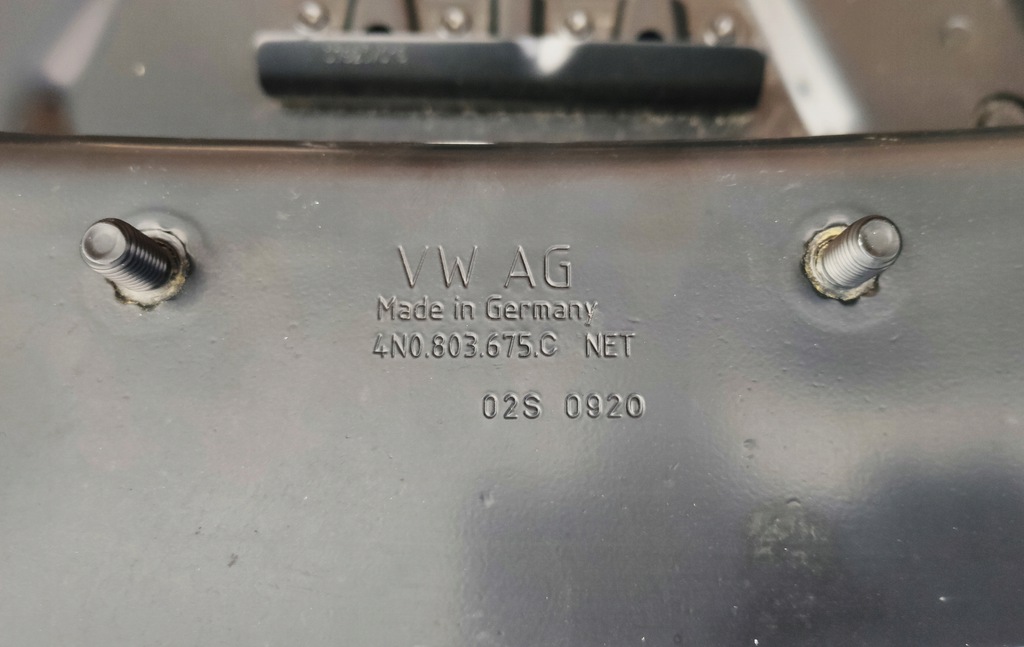 VW AG
Made in Germany
4N0.803.675.C NET
02S 0920